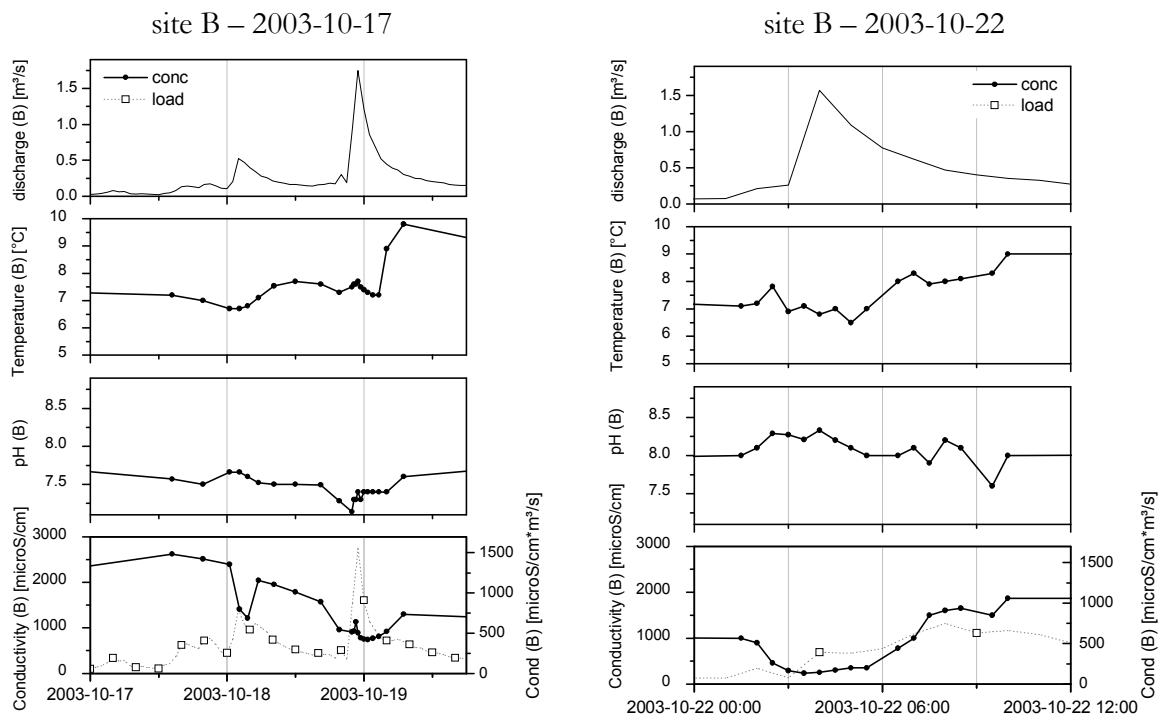 site B – 2003-10-17
conc
load
discharge (B) [m³/s]
1.5
1.0
0.5
0.0
Temperature (B) [°C]
10
9
8
7
6
5
pH (B)
8.5
8.0
7.5
Conductivity (B) [microS/cm]
3000
2000
1000
0
Cond (B) [microS/cm*m³/s]
1500
1000
500
0
2003-10-17 2003-10-18 2003-10-19
site B – 2003-10-22
conc
load
discharge (B) [m³/s]
1.5
1.0
0.5
0.0
Temperature (B) [°C]
10
9
8
7
6
5
pH (B)
8.5
8.0
7.5
Conductivity (B) [microS/cm]
3000
2000
1000
0
Cond (B) [microS/cm*m³/s]
1500
1000
500
0
2003-10-22 00:00 2003-10-22 06:00 2003-10-22 12:00